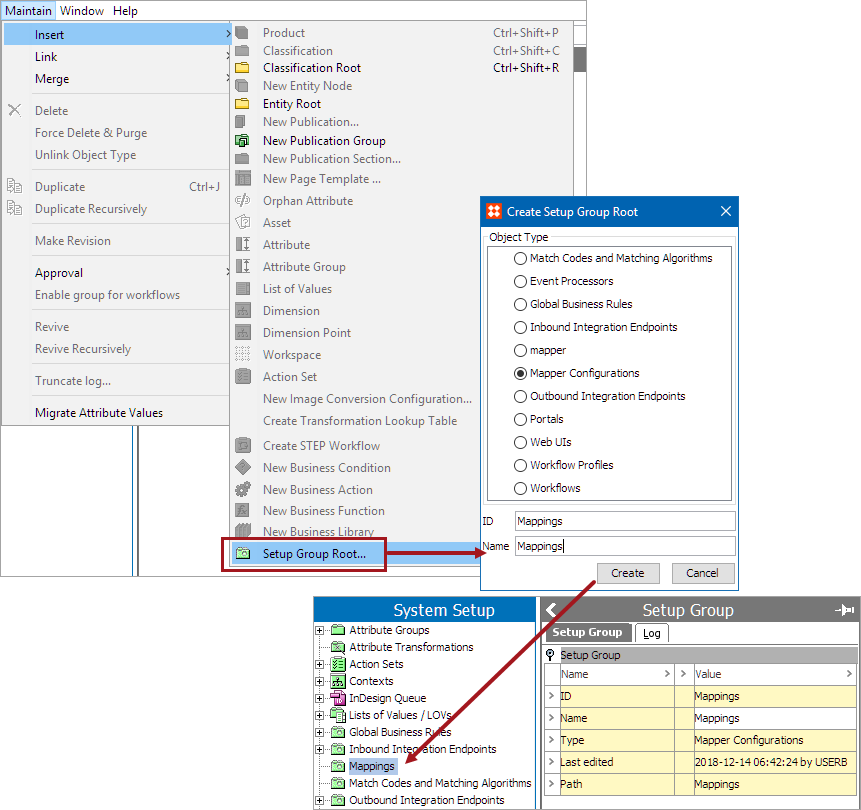 Maintain Window Help
Insert
Link
Merge
Delete
Force Delete & Purge
Unlink Object Type
Duplicate Ctrl+J
Duplicate Recursively
Make Revision
Approval
Enable group for workflows
Revive
Revive Recursively
Truncate log...
Migrate Attribute Values
Product Ctrl+Shift+P
Classification Ctrl+Shift+C
Classification Root Ctrl+Shift+R
New Entity Node
Entity Root
New Publication...
New Publication Group
New Publication Section...
New Page Template ...
Orphan Attribute
Asset
Attribute
Attribute Group
List of Values
Dimension
Dimension Point
Workspace
Action Set
New Image Conversion Configuration...
Create Transformation Lookup Table
Create STEP Workflow
New Business Condition
New Business Action
New Business Function
New Business Library
Setup Group Root...
Create Setup Group Root
Object Type
Match Codes and Matching Algorithms
Event Processors
Global Business Rules
Inbound Integration Endpoints
mapper
Mapper Configurations
Outbound Integration Endpoints
Portals
Web UIs
Workflow Profiles
Workflows
ID Mappings
Name Mappings
Create Cancel
System Setup
Attribute Groups
Attribute Transformations
Action Sets
Contexts
InDesign Queue
Lists of Values / LOVs
Global Business Rules
Inbound Integration Endpoints
Mappings
Match Codes and Matching Algorithms
Outbound Integration Endpoints
Setup Group
Setup Group Log
Setup Group
Name > > Value >
> ID Mappings
> Name Mappings
> Type Mapper Configurations
> Last edited 2018-12-14 06:42:24 by USERB
> Path Mappings